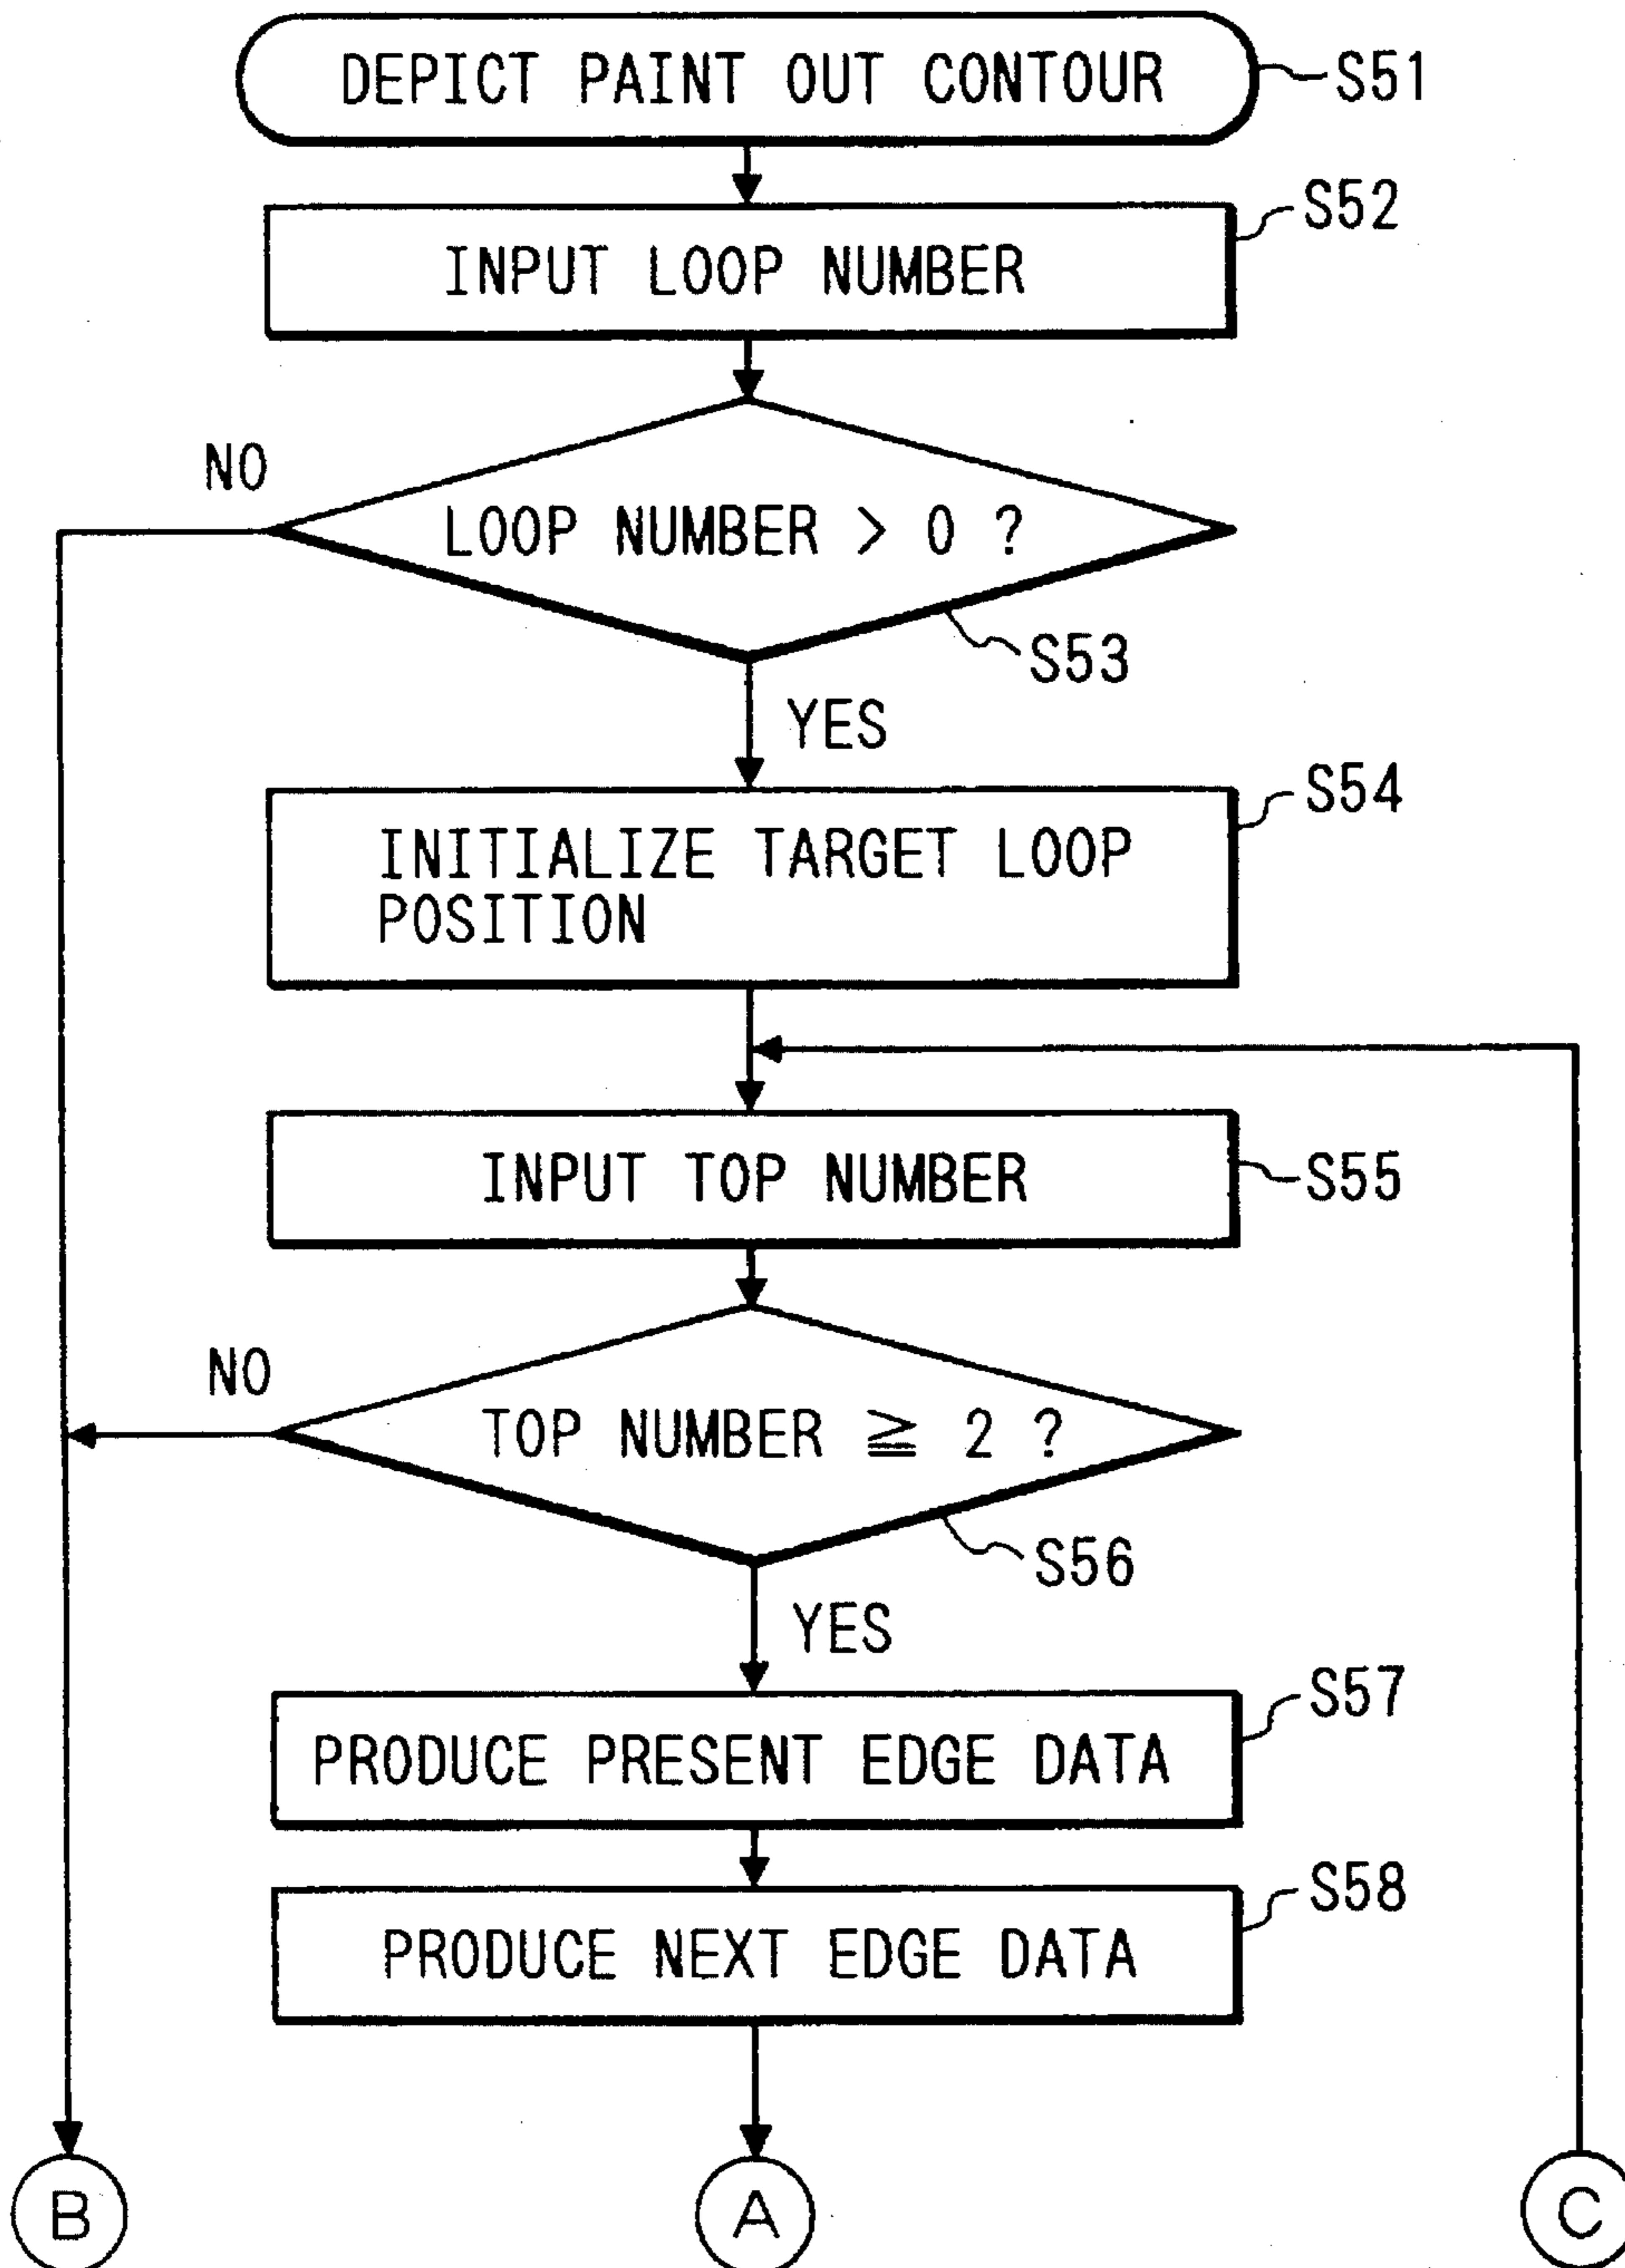 DEPICT PAINT OUT CONTOUR
S51
S52
INPUT LOOP NUMBER
NO
LOOP NUMBER > 0 ?
S53
YES
S54
INITIALIZE TARGET LOOP
POSITION
INPUT TOP NUMBER
S55
NO
TOP NUMBER ≧ 2 ?
S56
YES
S57
PRODUCE PRESENT EDGE DATA
S58
PRODUCE NEXT EDGE DATA
B
A
C